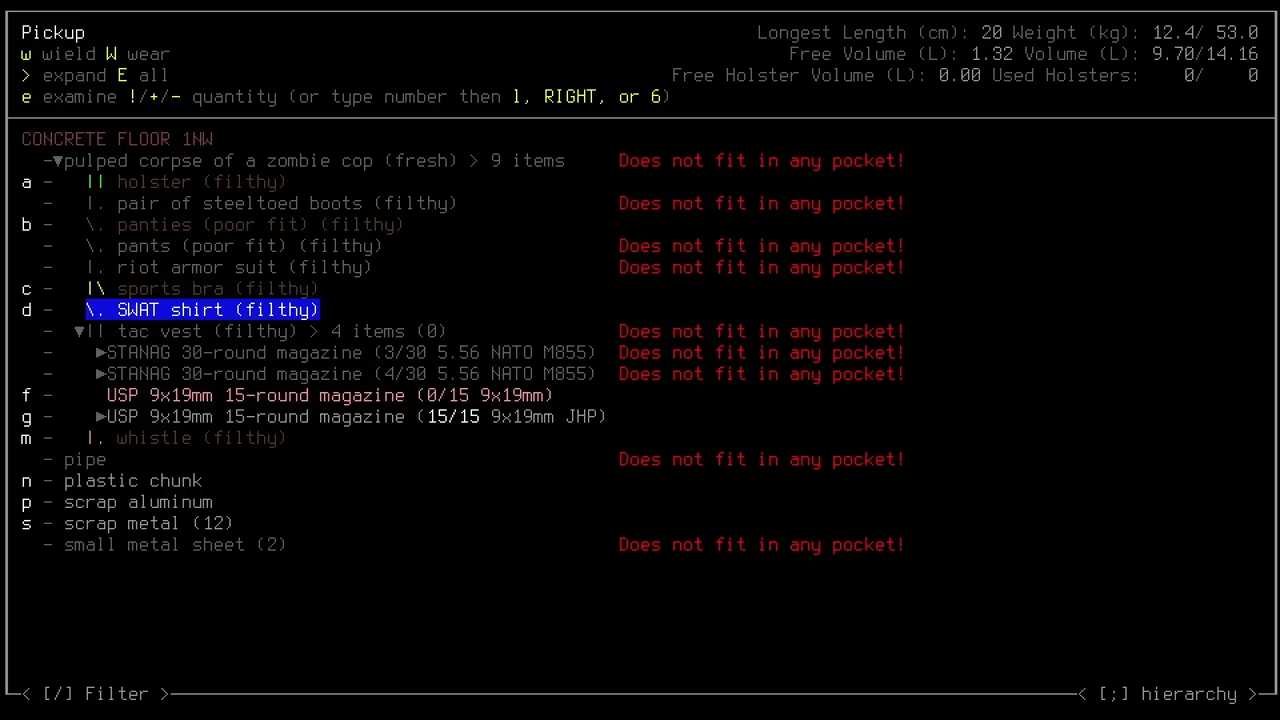 Pickup Longest Length (cm): 20 Weight (kg): 12.4/ 53.0
w wield W wear Free Volume (L): 1.32 Volume (L): 9.70/14.16
> expand E all Free Holster Volume (L): 0.00 Used Holsters: 0/ 0
e examine !/+/- quantity (or type number then l, RIGHT, or 6)
CONCRETE FLOOR 1NW
-▼pulped corpse of a zombie cop (fresh) > 9 items Does not fit in any pocket!
a - || holster (filthy)
- |. pair of steeltoed boots (filthy) Does not fit in any pocket!
b - \. panties (poor fit) (filthy)
- \. pants (poor fit) (filthy) Does not fit in any pocket!
- |. riot armor suit (filthy) Does not fit in any pocket!
c - |\ sports bra (filthy)
d - \. SWAT shirt (filthy)
- ▼|| tac vest (filthy) > 4 items (0) Does not fit in any pocket!
- ▶STANAG 30-round magazine (3/30 5.56 NATO M855) Does not fit in any pocket!
- ▶STANAG 30-round magazine (4/30 5.56 NATO M855) Does not fit in any pocket!
f - USP 9x19mm 15-round magazine (0/15 9x19mm)
g - ▶USP 9x19mm 15-round magazine (15/15 9x19mm JHP)
m - |. whistle (filthy)
- pipe Does not fit in any pocket!
n - plastic chunk
p - scrap aluminum
s - scrap metal (12)
- small metal sheet (2) Does not fit in any pocket!
< [/] Filter > < [;] hierarchy >